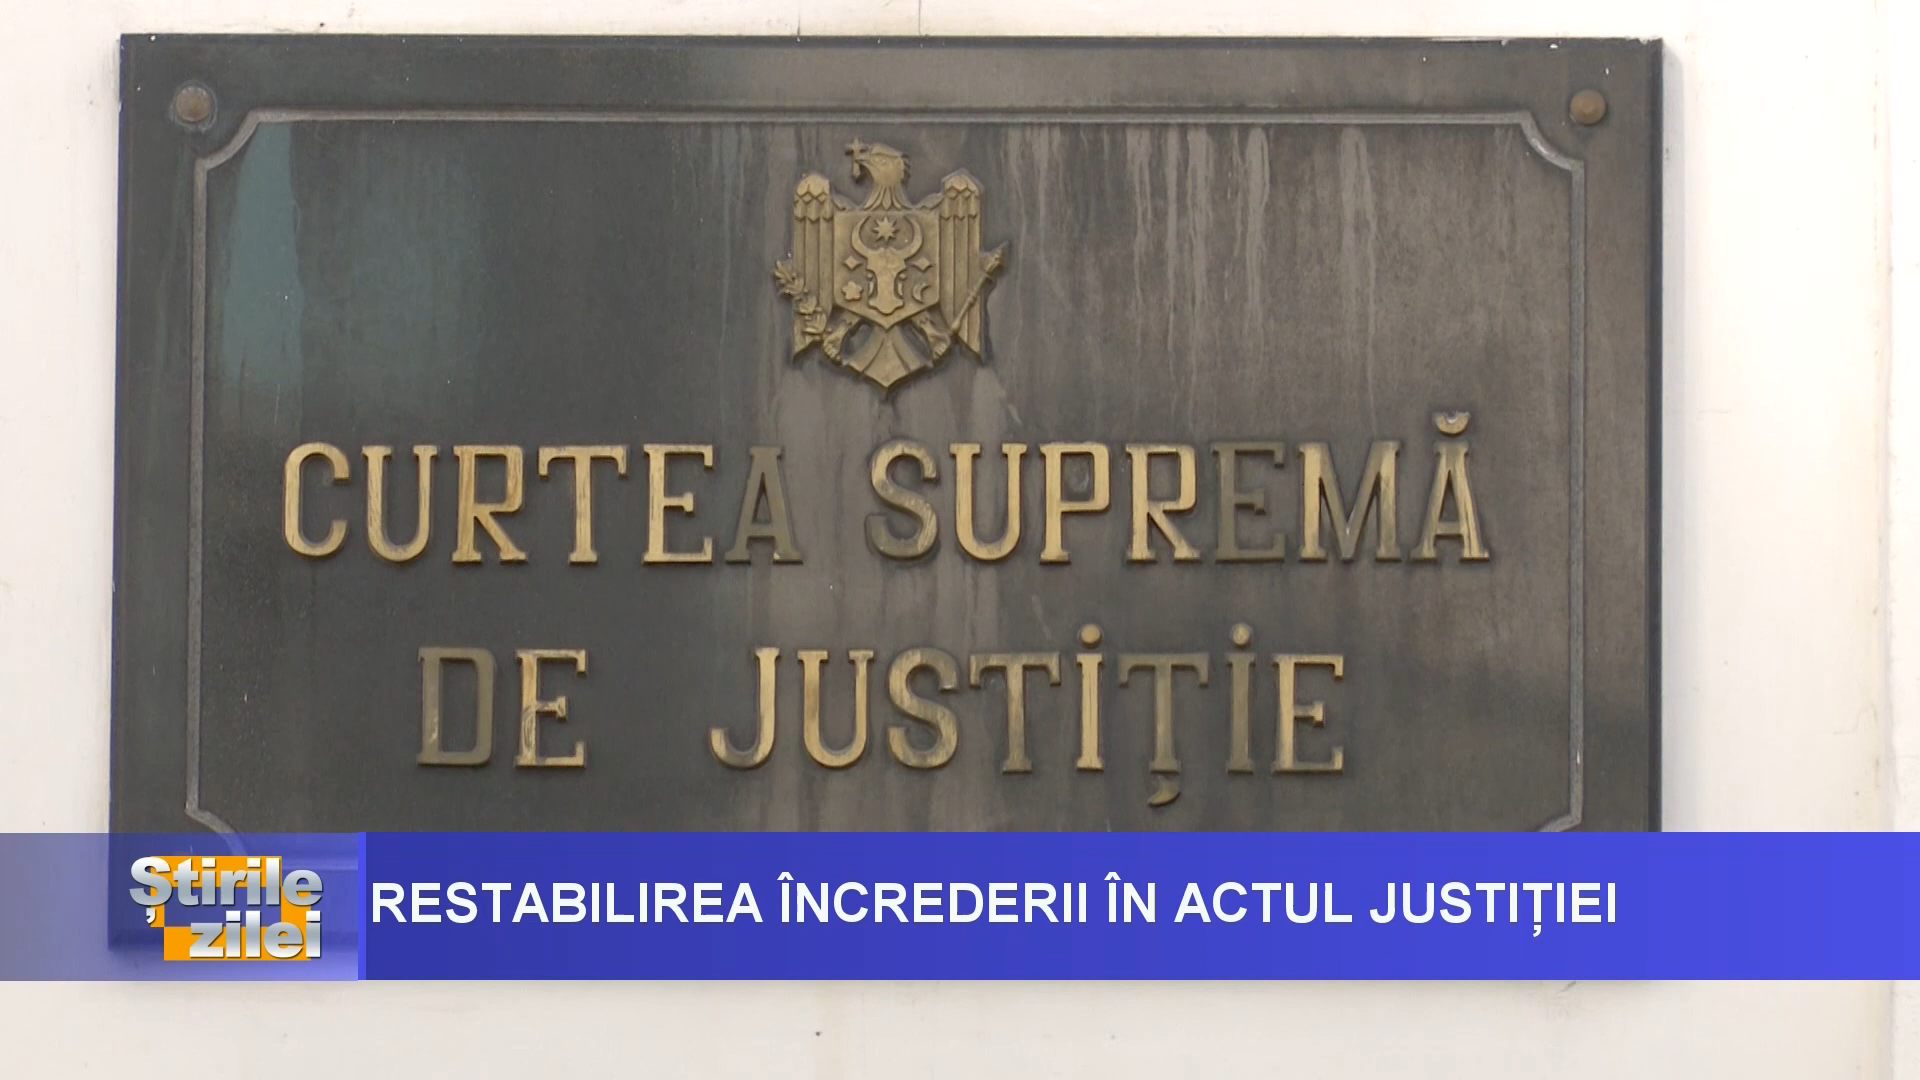 CURTEA SUPREMĂ
DE JUSTIȚIE
Știrile
zilei
RESTABILIREA ÎNCREDERII ÎN ACTUL JUSTIȚIEI